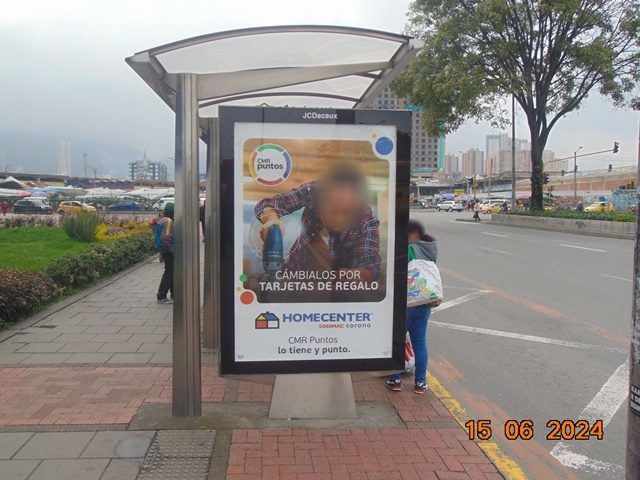 JCDecaux
CMR
puntos
CÁMBIALOS POR
TARJETAS DE REGALO
HOMECENTER
SODIMAC corona
CMR Puntos
lo tiene y punto.
15 06 2024